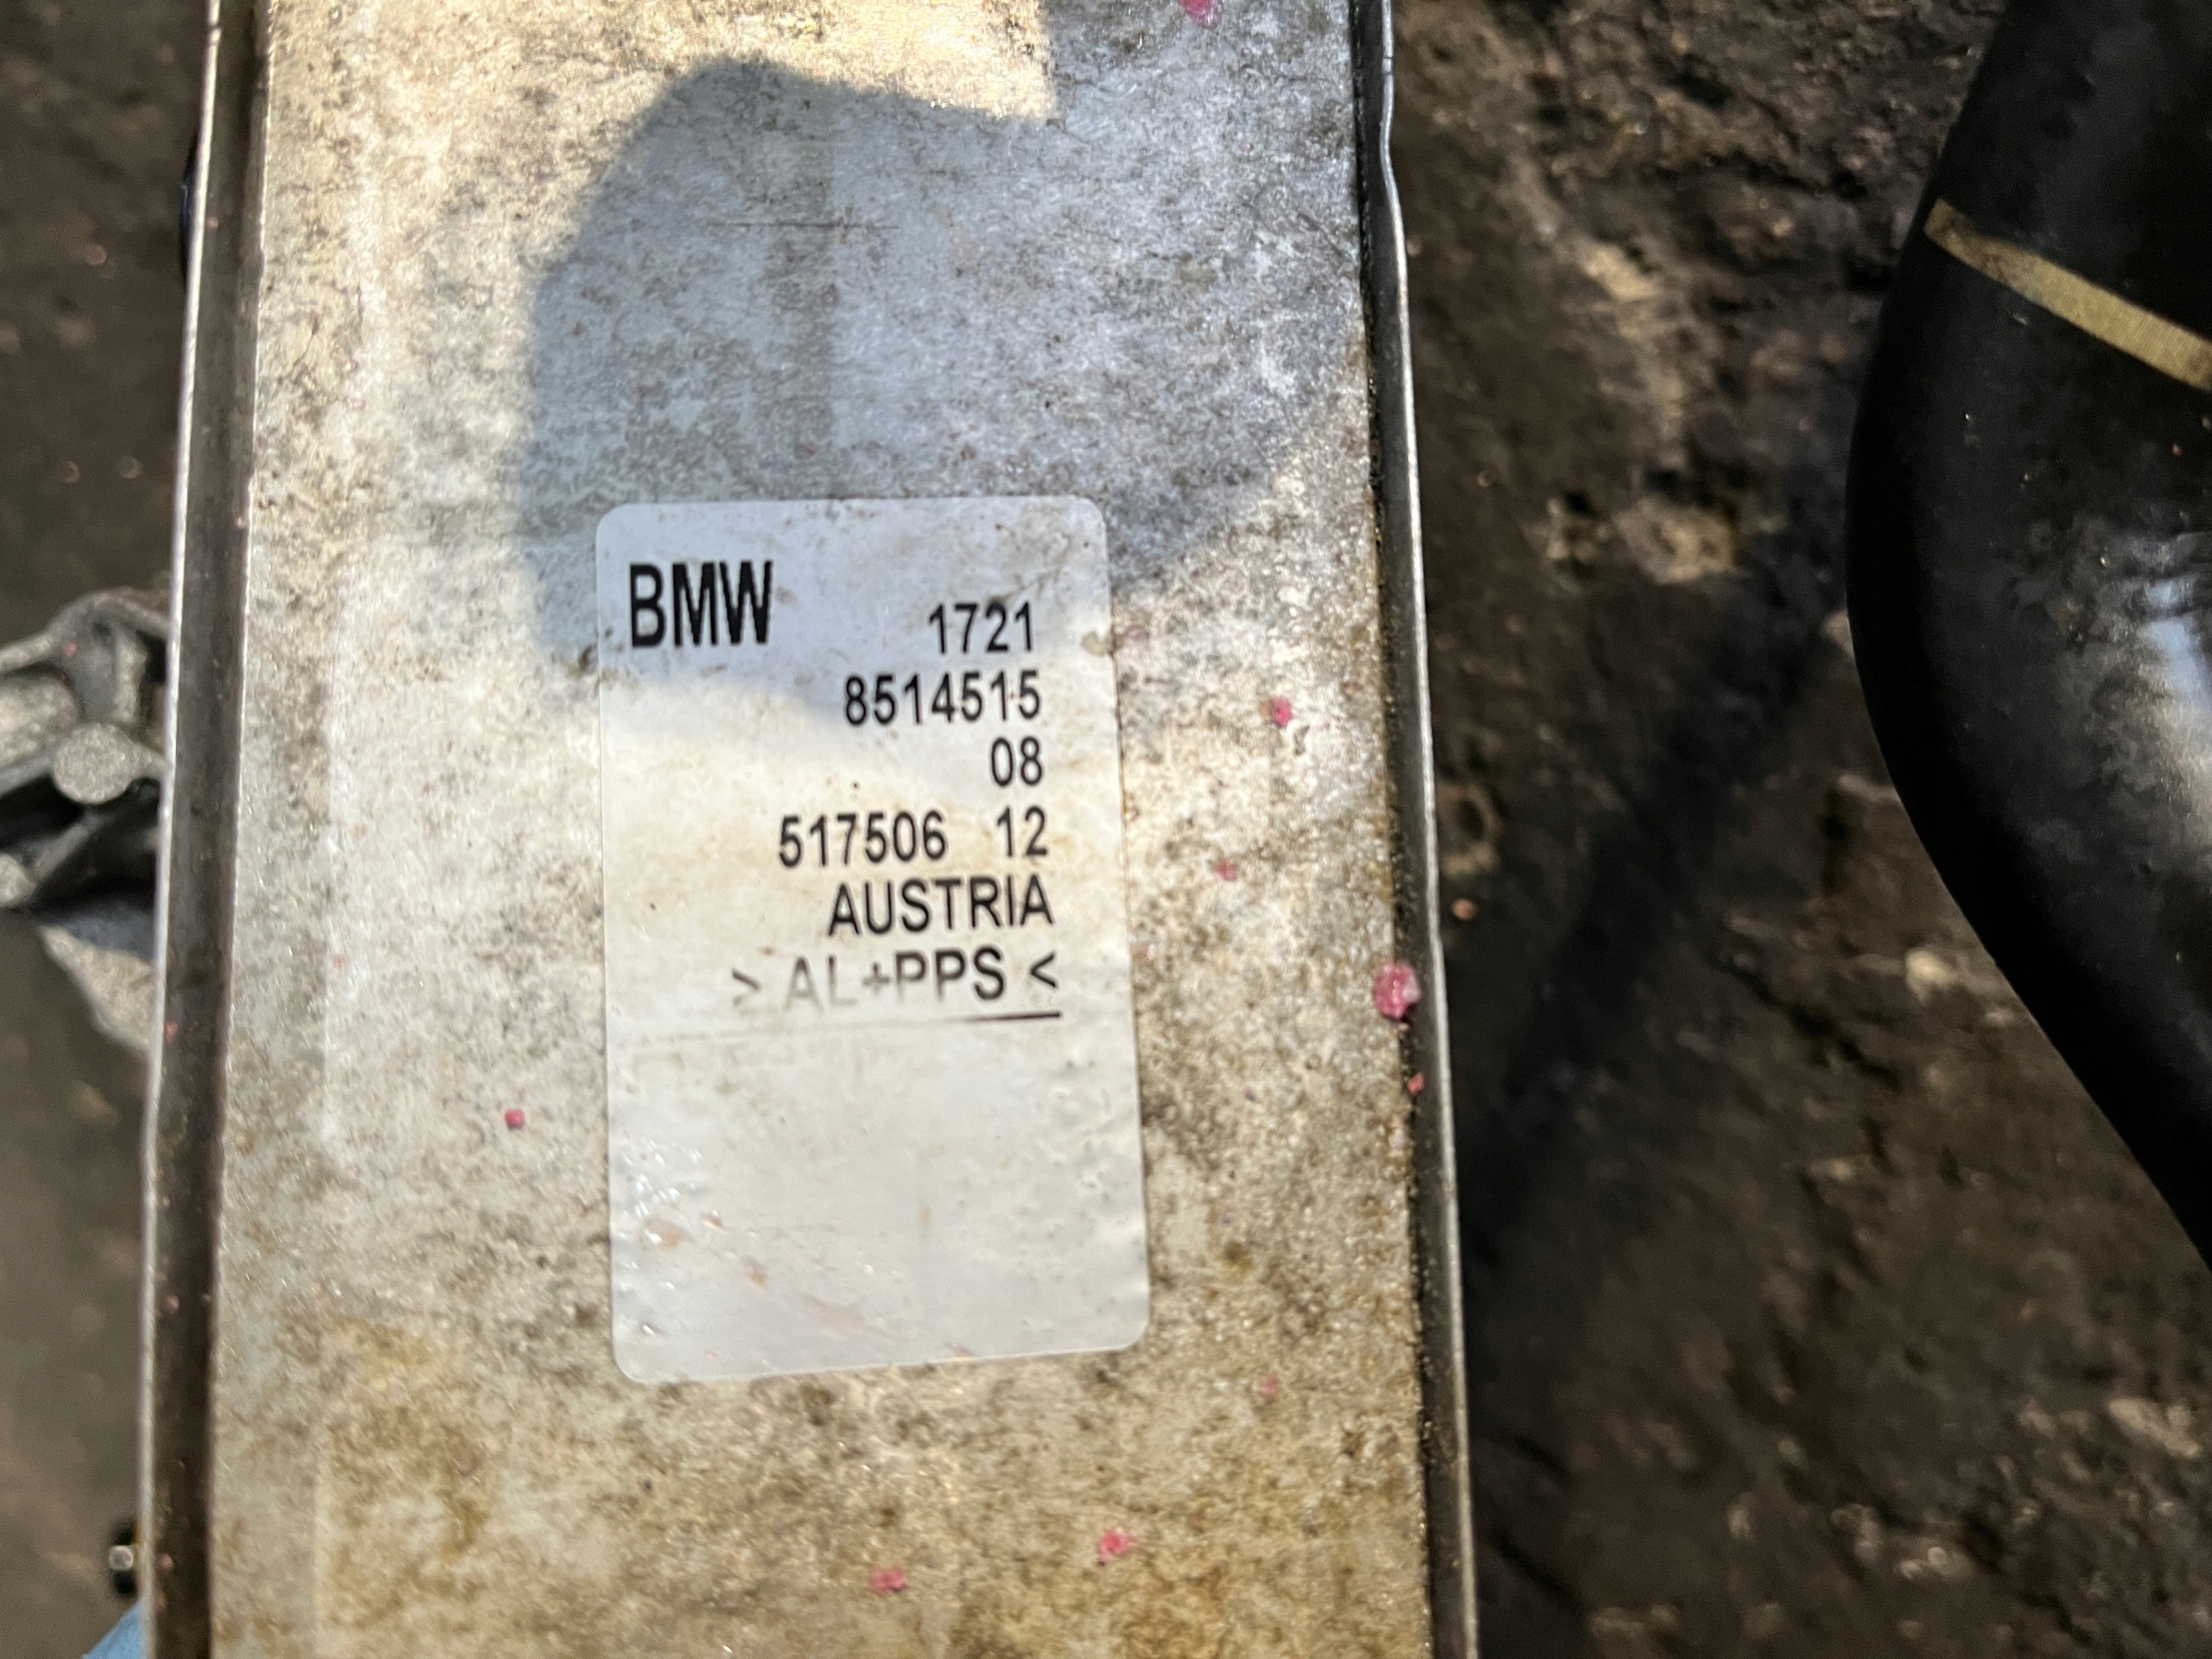 BMW 1721
8514515
08
517506 12
AUSTRIA
> AL+PPS <